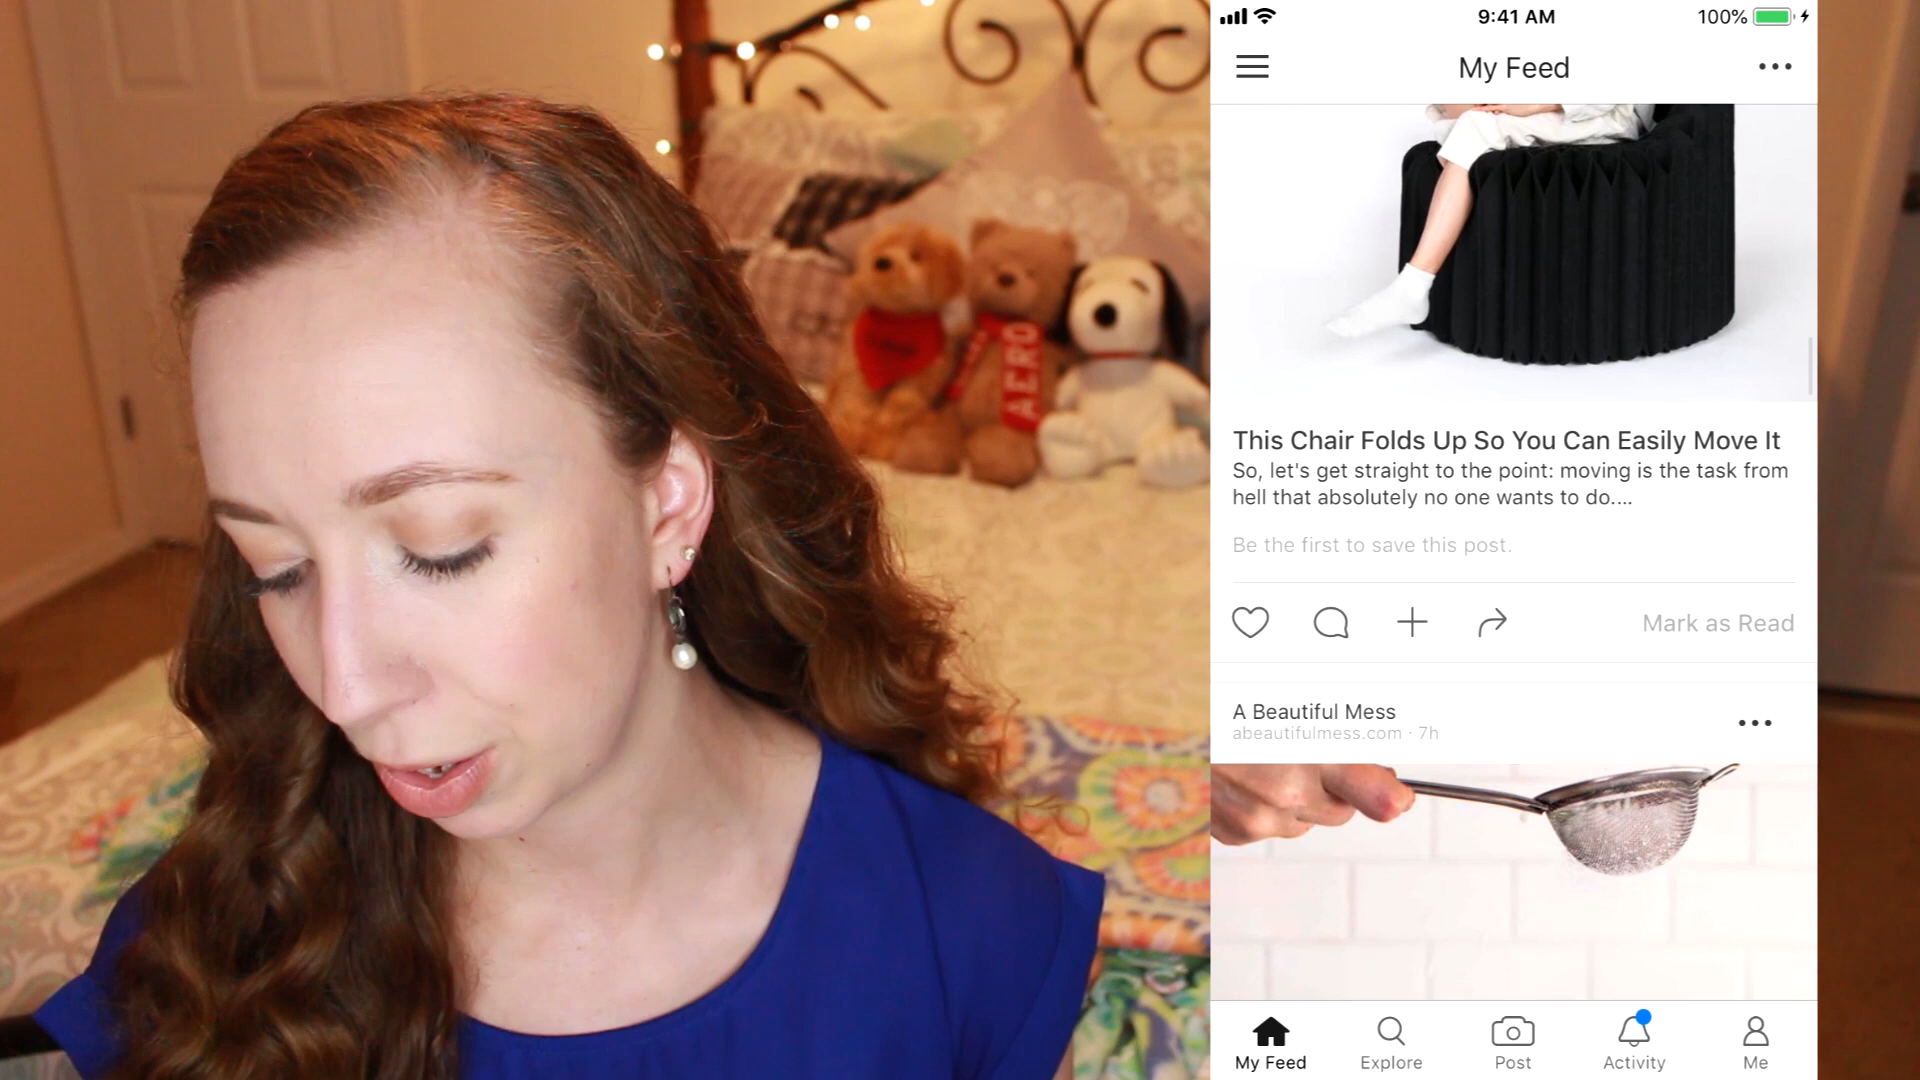 9:41 AM
100%
My Feed
This Chair Folds Up So You Can Easily Move It
So, let's get straight to the point: moving is the task from
hell that absolutely no one wants to do....
Be the first to save this post.
Mark as Read
A Beautiful Mess
abeautifulmess.com · 7h
My Feed
Explore
Post
Activity
Me
AERO